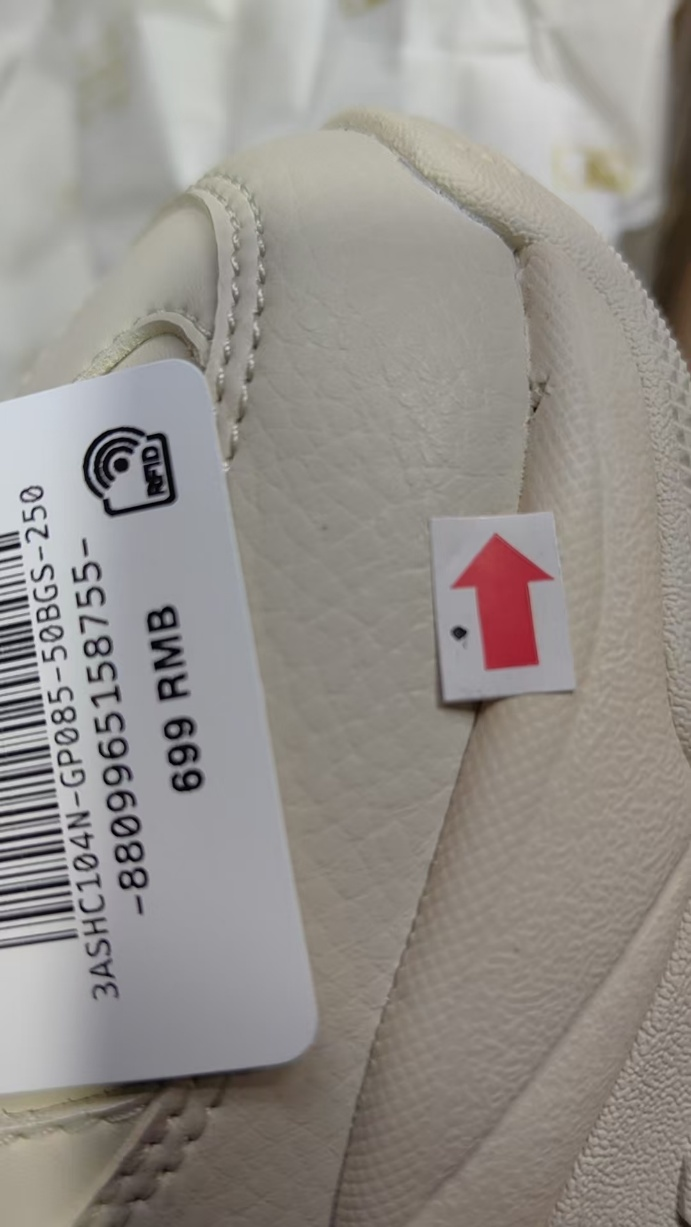 RFID
3ASHC104N-GP085-50BGS-250
-8809965158755-
699 RMB